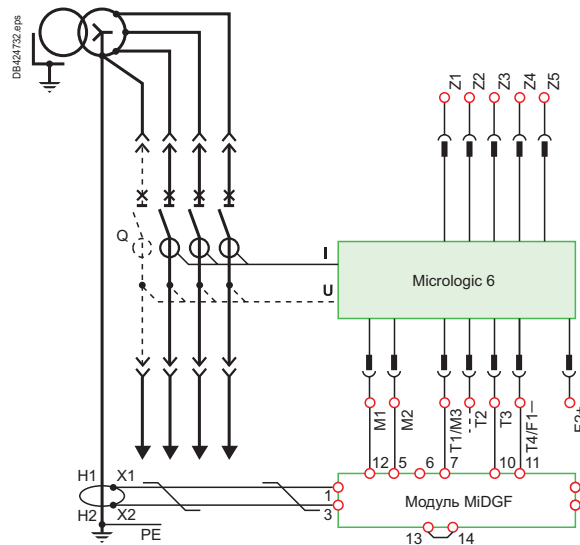 DB424732.eps
Z1
Z2
Z3
Z4
Z5
Q
I
U
Micrologic 6
M1
M2
T1/M3
T2
T3
T4/F1—
12
5
6
7
10
11
H1
X1
1
Модуль MiDGF
H2
X2
3
PE
13
14